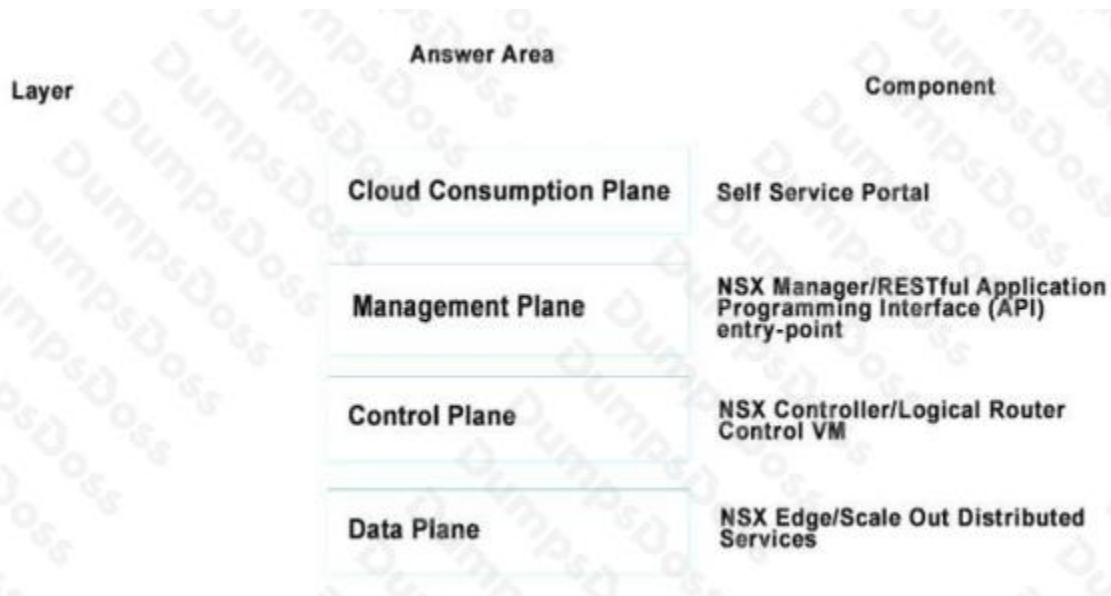 Answer Area
Layer
Component
Cloud Consumption Plane
Self Service Portal
Management Plane
NSX Manager/RESTful Application
Programming Interface (API)
entry-point
Control Plane
NSX Controller/Logical Router
Control VM
Data Plane
NSX Edge/Scale Out Distributed
Services
DumpsDoss